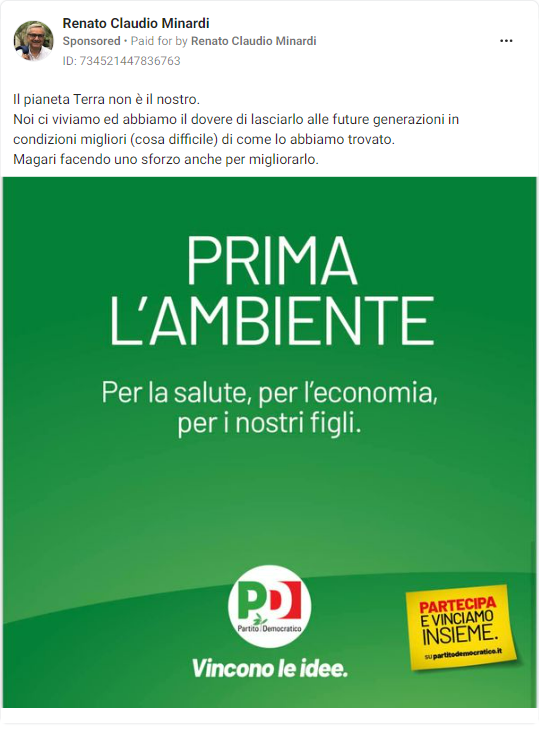 Renato Claudio Minardi
Sponsored • Paid for by Renato Claudio Minardi
ID: 734521447836763
Il pianeta Terra non è il nostro.
Noi ci viviamo ed abbiamo il dovere di lasciarlo alle future generazioni in
condizioni migliori (cosa difficile) di come lo abbiamo trovato.
Magari facendo uno sforzo anche per migliorarlo.
PRIMA
L'AMBIENTE
Per la salute, per l'economia,
per i nostri figli.
PD
Partito Democratico
Vincono le idee.
PARTECIPA
E VINCIAMO
INSIEME.
su partitodemocratico.it